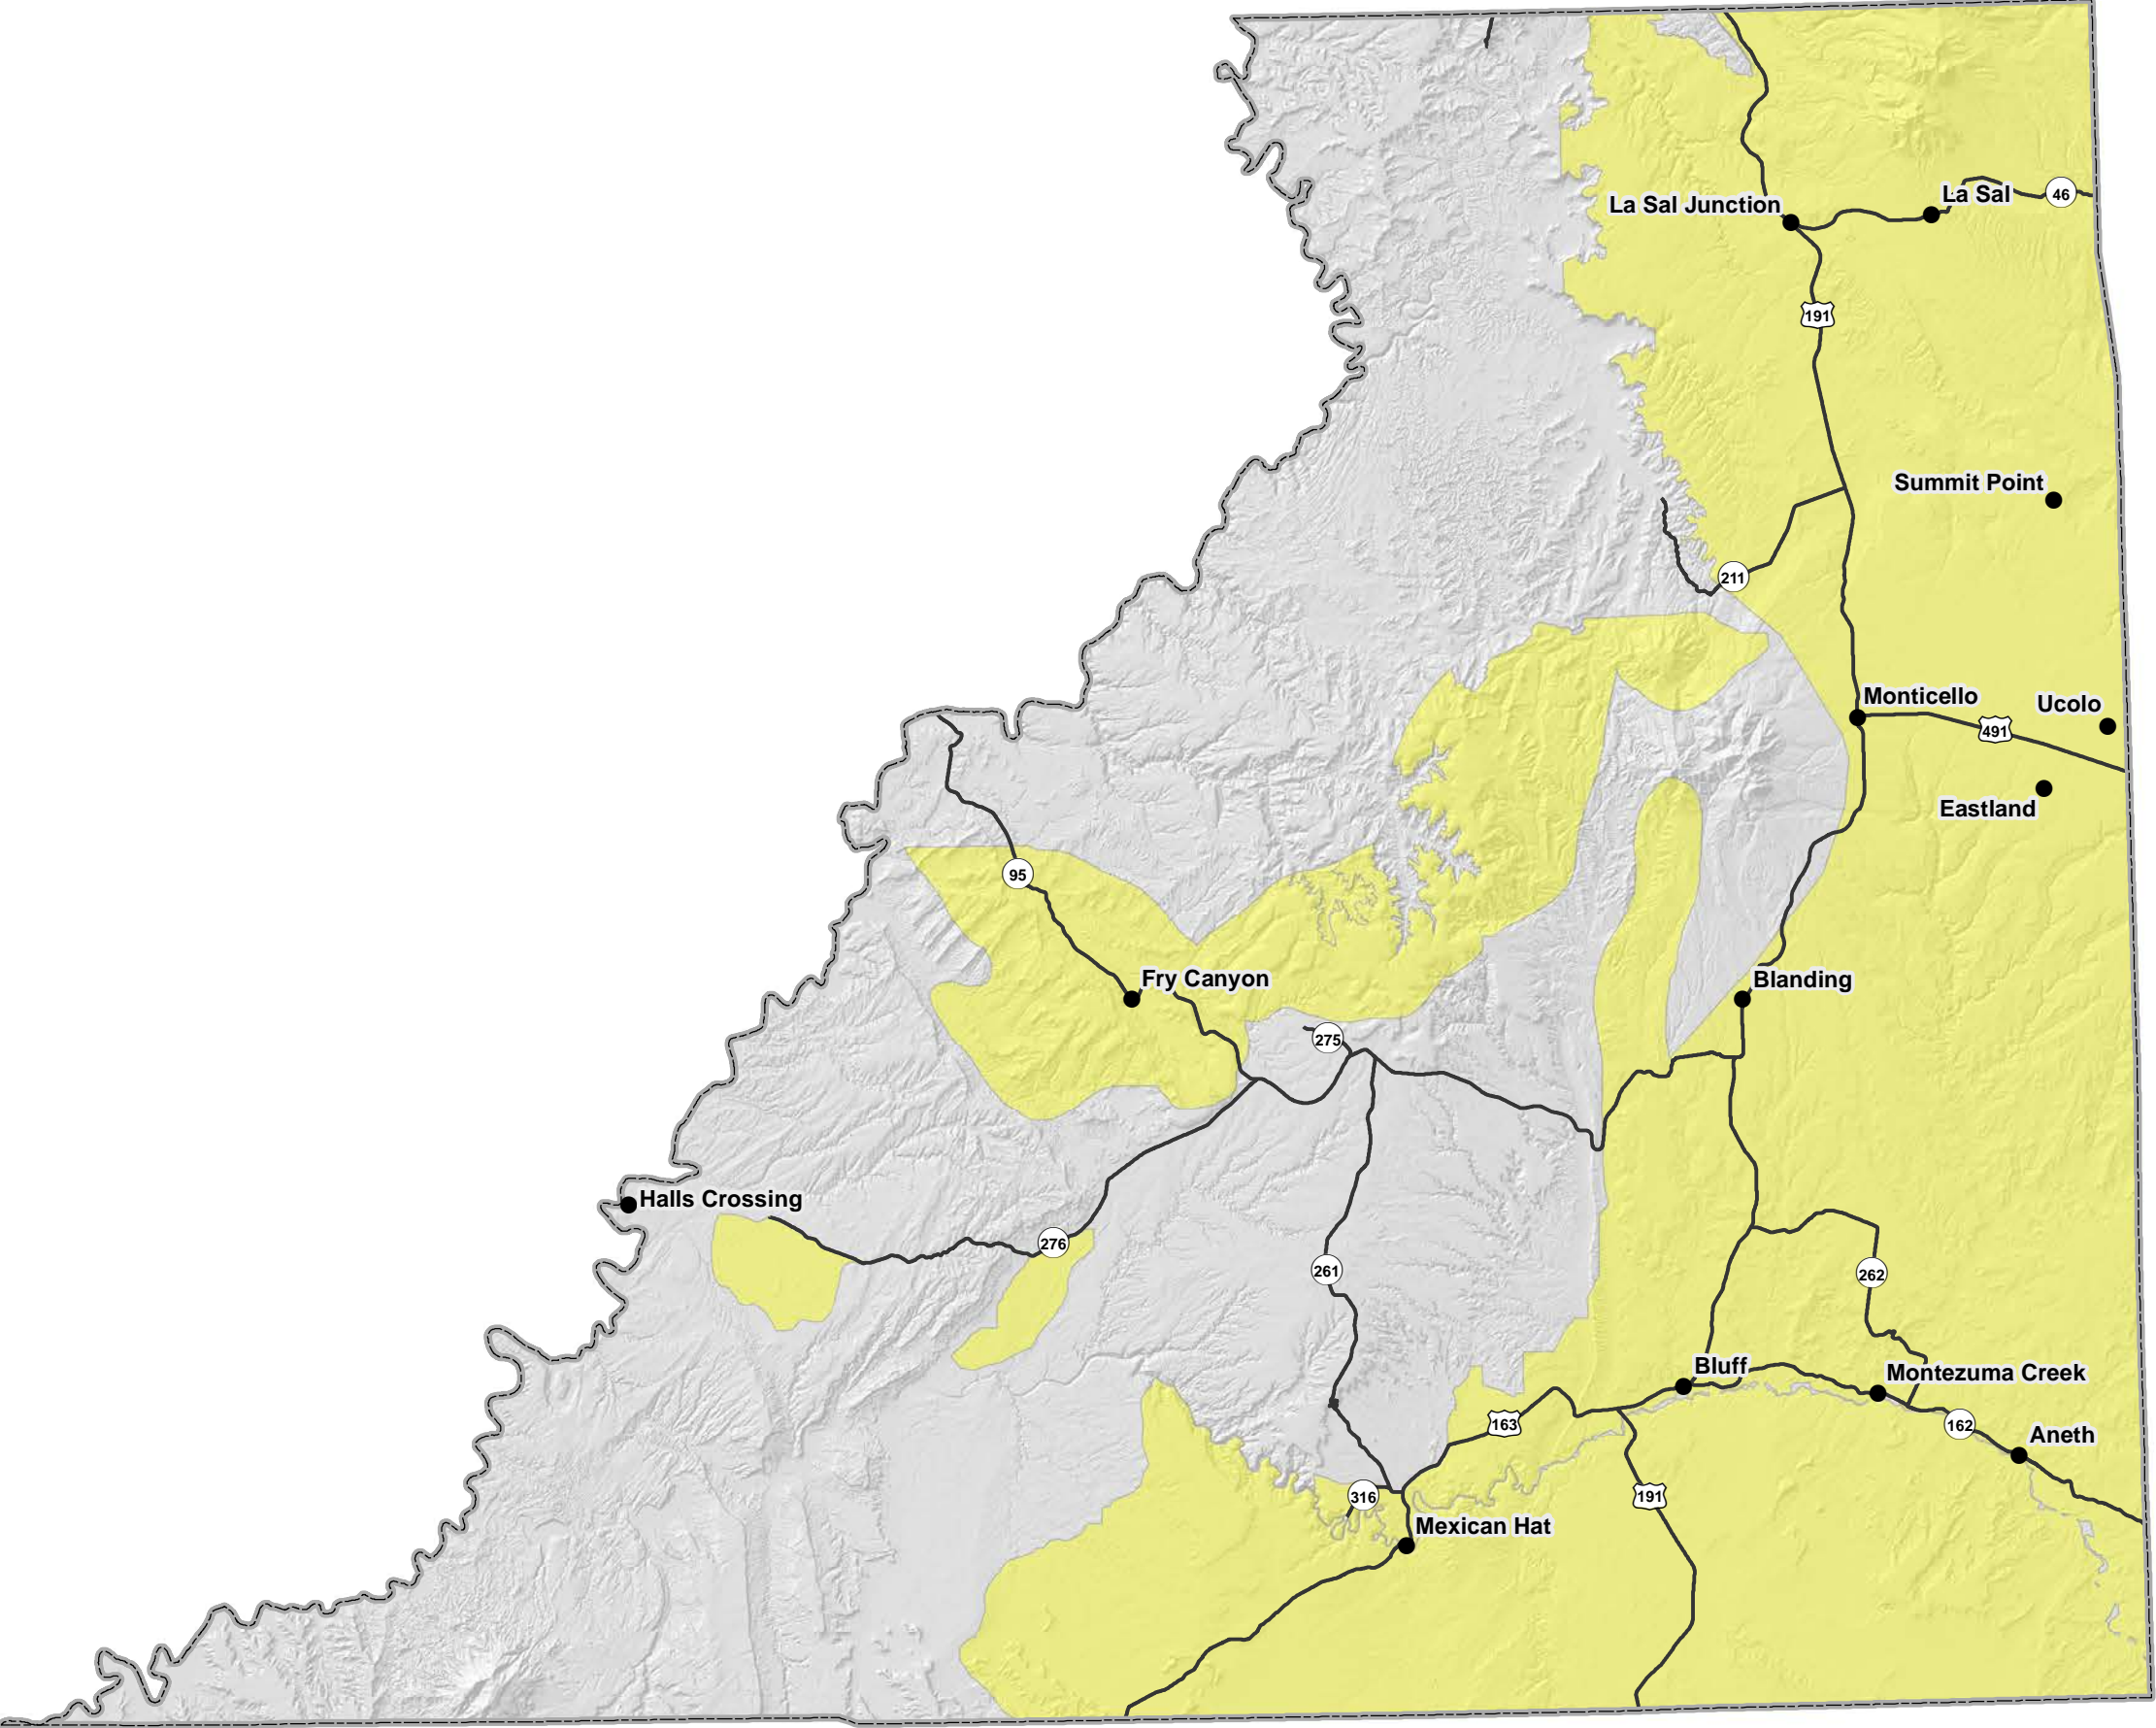 La Sal
46
La Sal Junction
191
Summit Point
211
Monticello
Ucolo
491
Eastland
95
Fry Canyon
Blanding
275
Halls Crossing
276
261
262
Bluff
Montezuma Creek
163
162
Aneth
316
191
Mexican Hat